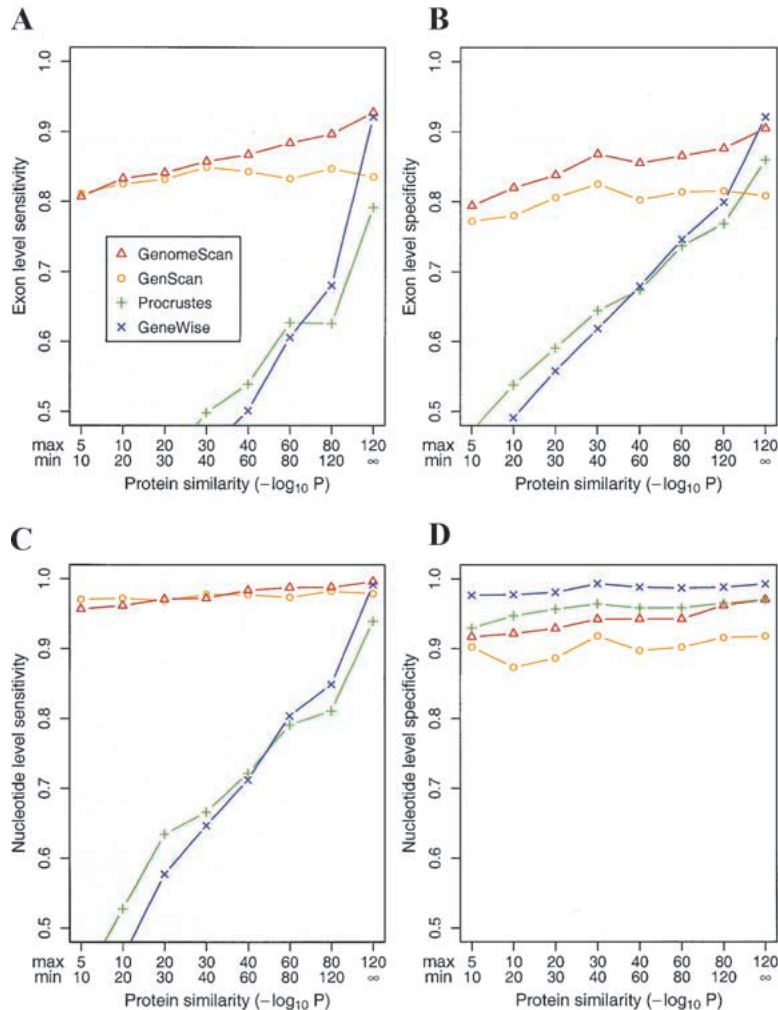 A
B
1.0
0.9
0.8
0.7
0.6
0.5
Exon level sensitivity
GenomeScan
GenScan
Procrustes
GeneWise
max 5 10 20 30 40 60 80 120
min 10 20 30 40 60 80 120 ∞
Protein similarity (−log10 P)
1.0
0.9
0.8
0.7
0.6
0.5
Exon level specificity
max 5 10 20 30 40 60 80 120
min 10 20 30 40 60 80 120 ∞
Protein similarity (−log10 P)
C
D
1.0
0.9
0.8
0.7
0.6
0.5
Nucleotide level sensitivity
max 5 10 20 30 40 60 80 120
min 10 20 30 40 60 80 120 ∞
Protein similarity (−log10 P)
1.0
0.9
0.8
0.7
0.6
0.5
Nucleotide level specificity
max 5 10 20 30 40 60 80 120
min 10 20 30 40 60 80 120 ∞
Protein similarity (−log10 P)